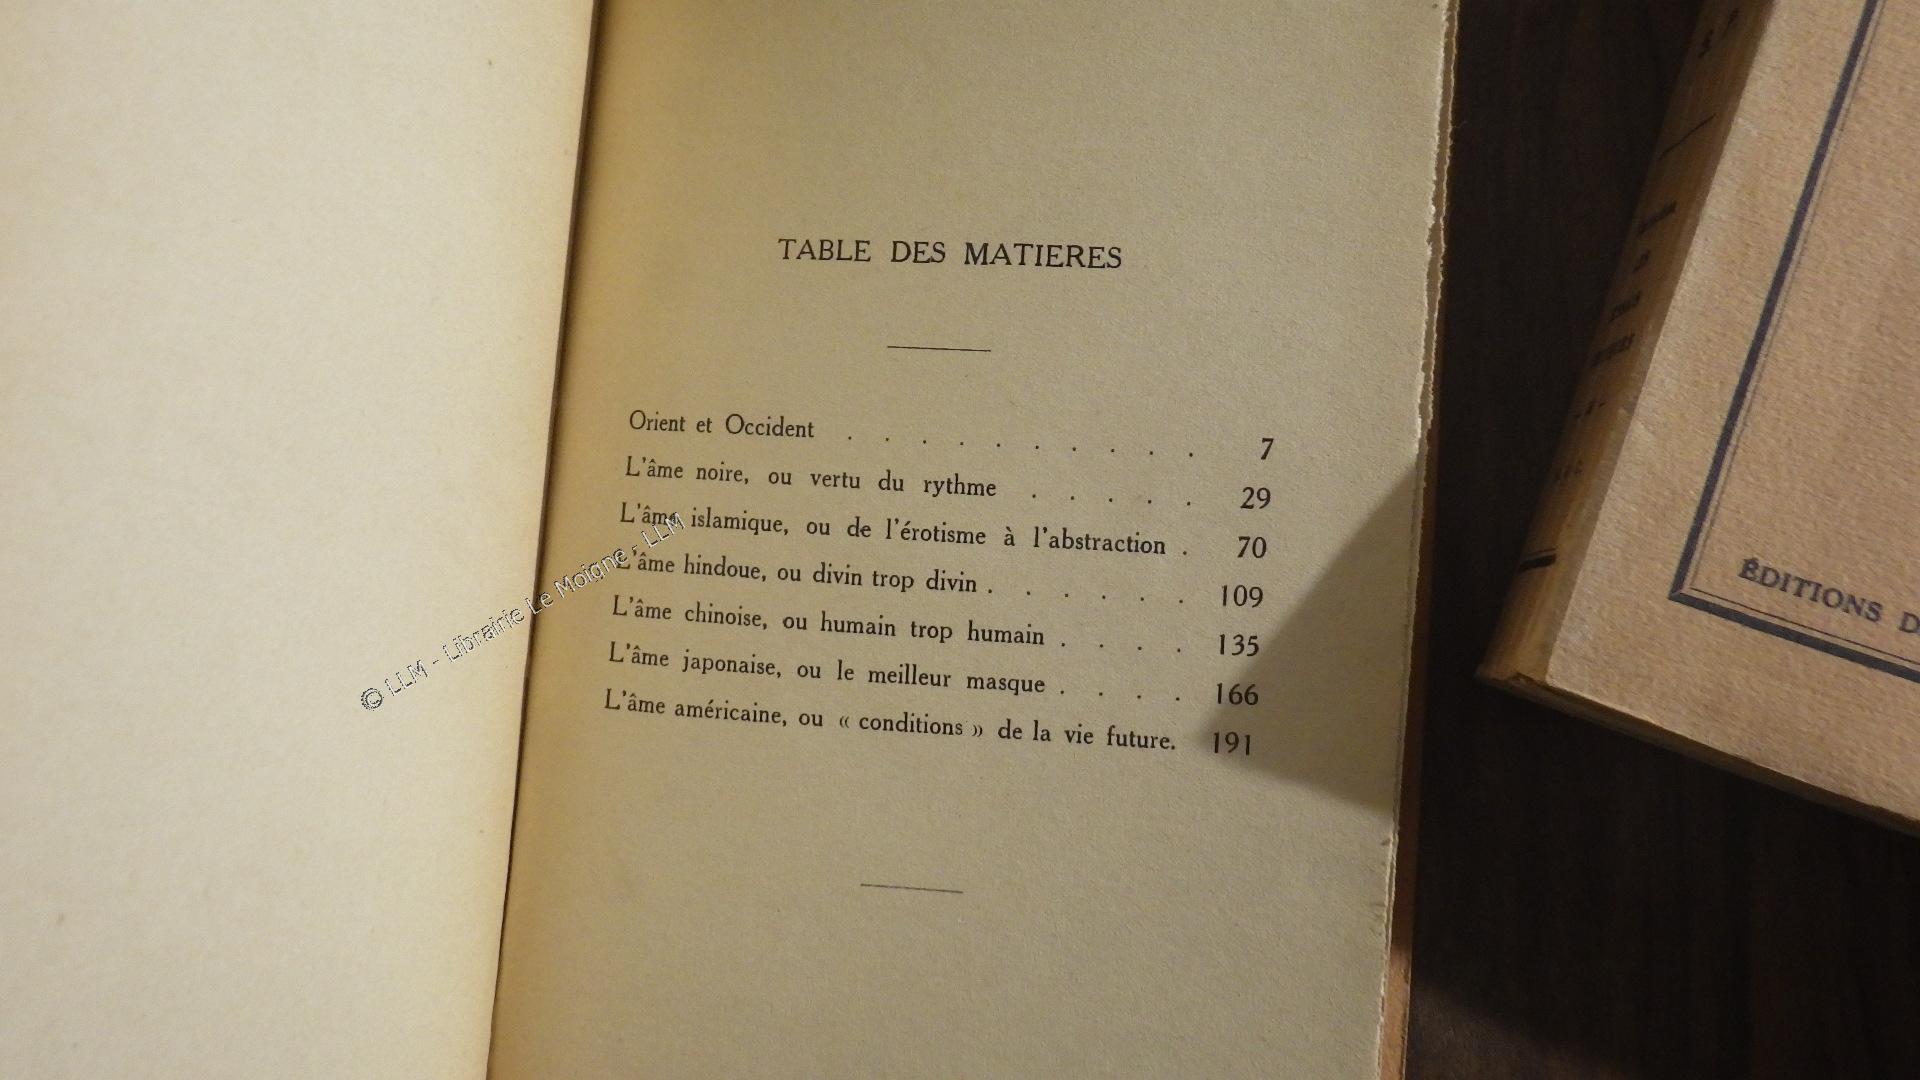 TABLE DES MATIERES
Orient et Occident . . . . . . . . . . 7
L'âme noire, ou vertu du rythme . . . . . 29
L'âme islamique, ou de l'érotisme à l'abstraction . 70
L'âme hindoue, ou divin trop divin . . . . . . 109
L'âme chinoise, ou humain trop humain . . . . 135
L'âme japonaise, ou le meilleur masque . . . . 166
L'âme américaine, ou « conditions » de la vie future. 191
© LLM - Librairie Le Moigne - LLM
ÉDITIONS